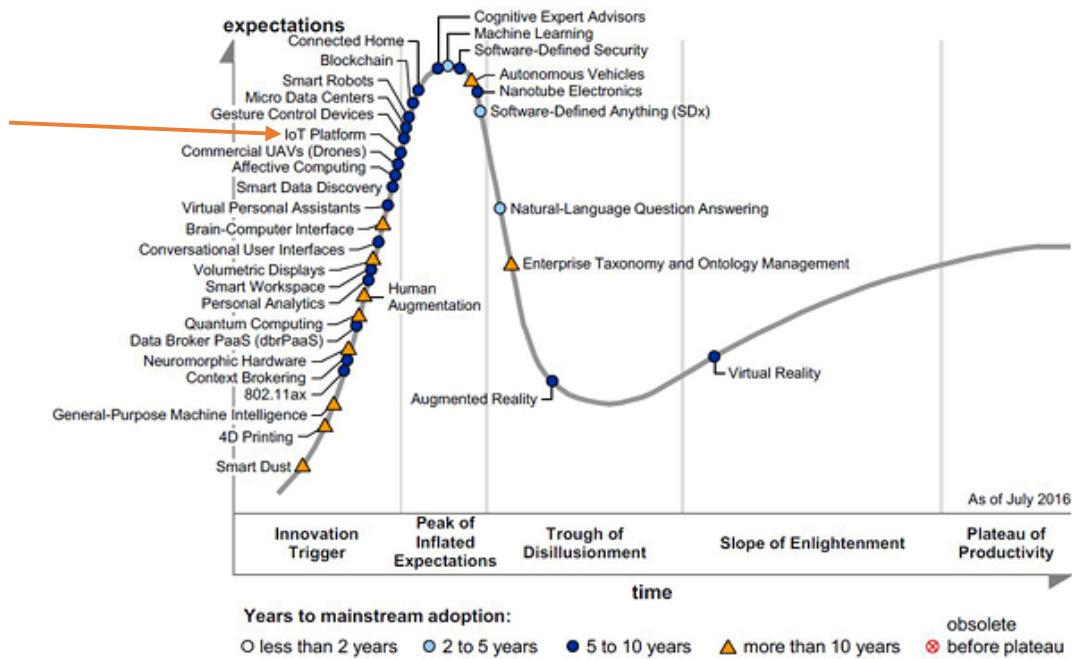 expectations
Cognitive Expert Advisors
Machine Learning
Software-Defined Security
Autonomous Vehicles
Nanotube Electronics
Software-Defined Anything (SDx)
Connected Home
Blockchain
Smart Robots
Micro Data Centers
Gesture Control Devices
IoT Platform
Commercial UAVs (Drones)
Affective Computing
Smart Data Discovery
Virtual Personal Assistants
Natural-Language Question Answering
Brain-Computer Interface
Conversational User Interfaces
Volumetric Displays
Enterprise Taxonomy and Ontology Management
Smart Workspace
Personal Analytics
Human
Augmentation
Quantum Computing
Data Broker PaaS (dbrPaaS)
Neuromorphic Hardware
Context Brokering
802.11ax
General-Purpose Machine Intelligence
4D Printing
Smart Dust
Augmented Reality
Virtual Reality
As of July 2016
Innovation
Trigger
Peak of
Inflated
Expectations
Trough of
Disillusionment
Slope of Enlightenment
Plateau of
Productivity
time
Years to mainstream adoption:
less than 2 years
2 to 5 years
5 to 10 years
more than 10 years
obsolete
before plateau